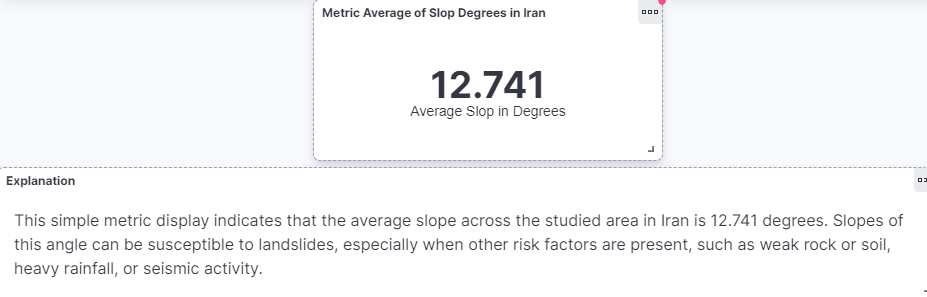 Metric Average of Slop Degrees in Iran
12.741
Average Slop in Degrees
Explanation
This simple metric display indicates that the average slope across the studied area in Iran is 12.741 degrees. Slopes of
this angle can be susceptible to landslides, especially when other risk factors are present, such as weak rock or soil,
heavy rainfall, or seismic activity.